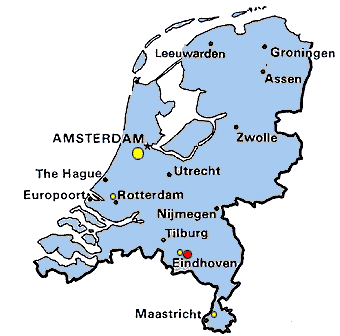 Leeuwarden
Groningen
Assen
AMSTERDAM
Zwolle
The Hague
Utrecht
Europoort
Rotterdam
Nijmegen
Tilburg
Eindhoven
Maastricht